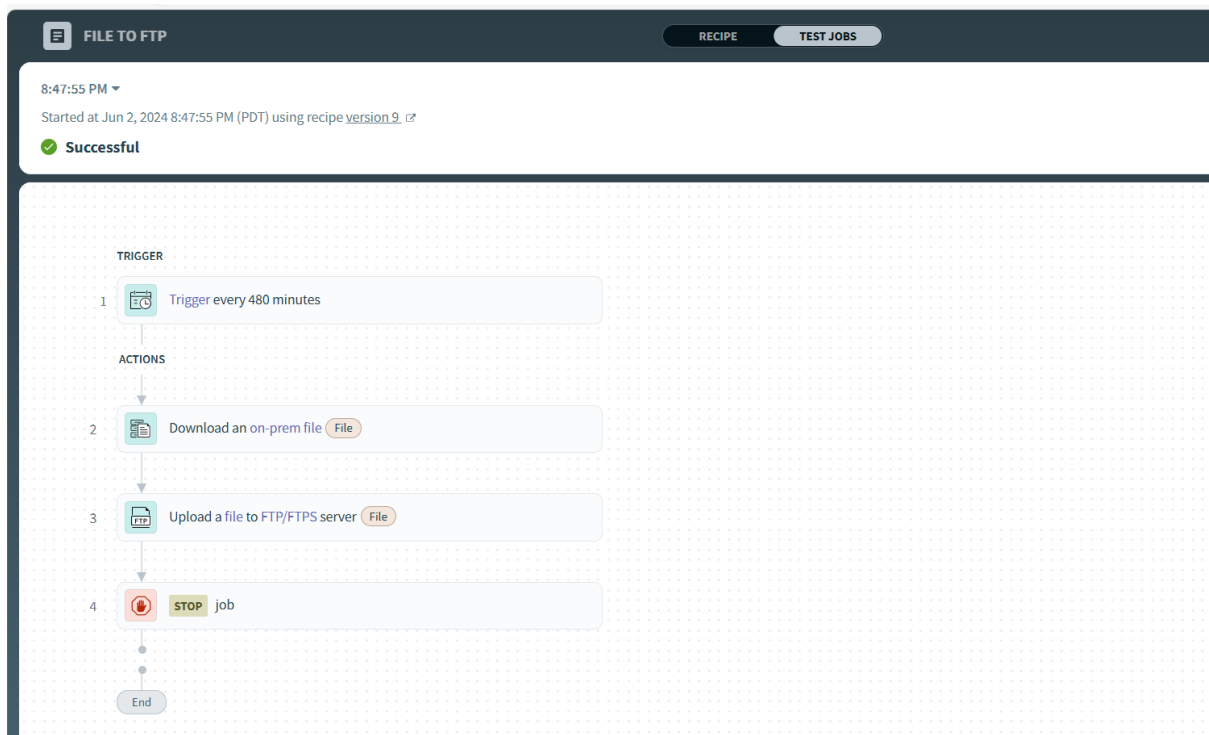 FILE TO FTP
RECIPE
TEST JOBS
8:47:55 PM
Started at Jun 2, 2024 8:47:55 PM (PDT) using recipe version 9
Successful
TRIGGER
1 Trigger every 480 minutes
ACTIONS
2 Download an on-prem file File
FTP
3 Upload a file to FTP/FTPS server File
4 STOP job
End